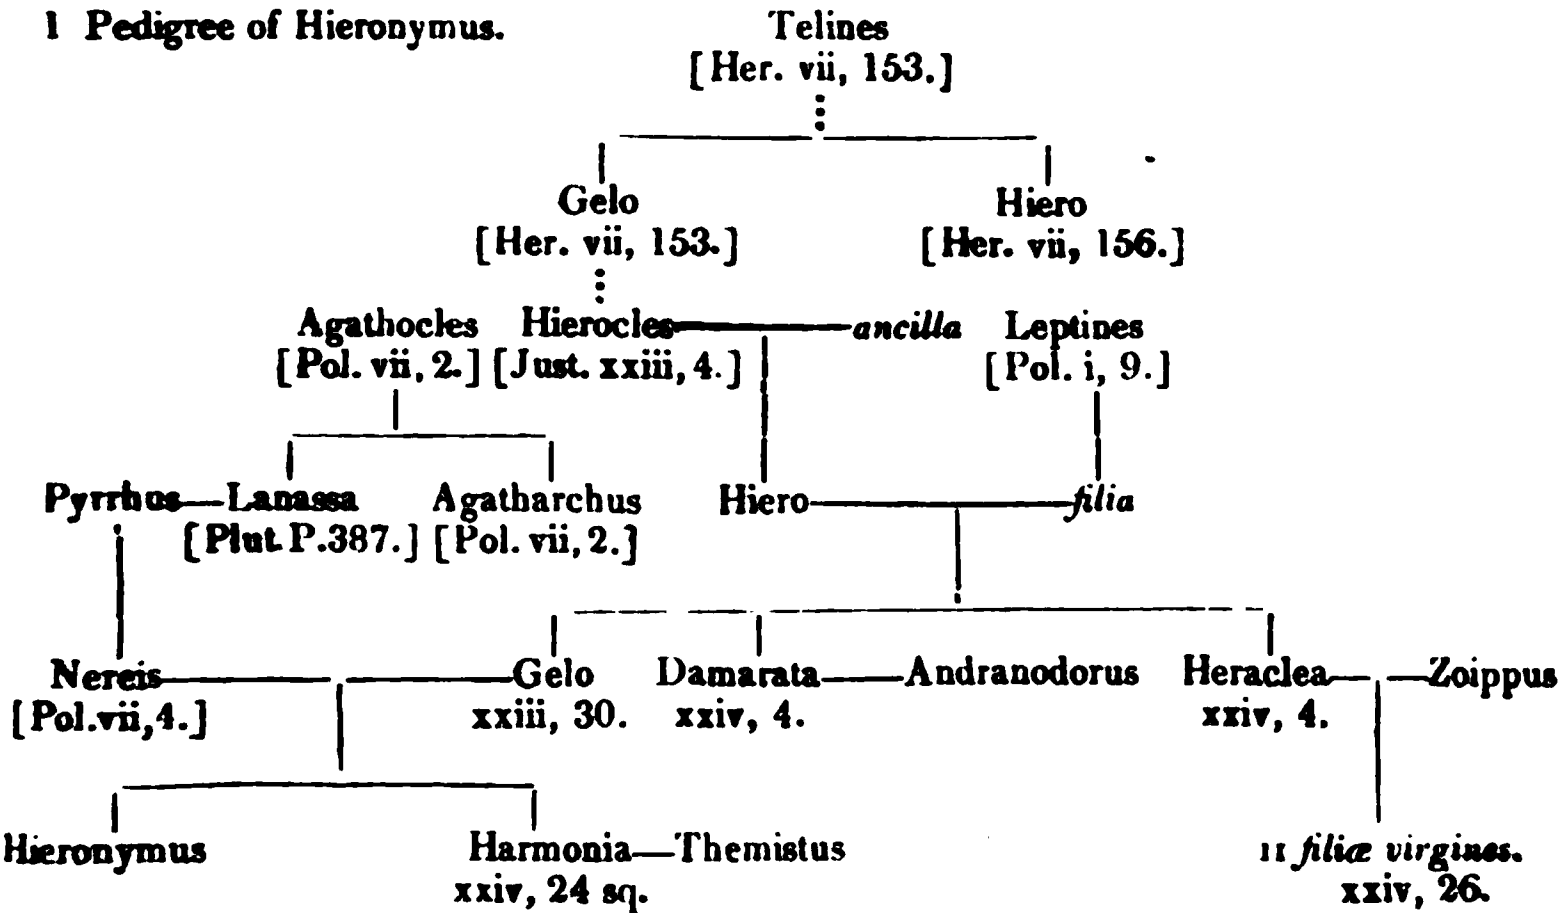 1 Pedigree of Hieronymus.
Telines
[Her. vii, 153.]
Gelo Hiero
[Her. vii, 153.] [Her. vii, 156.]
Agathocles Hierocles—ancilla Leptines
[Pol. vii, 2.] [Just. xxiii, 4.] [Pol. i, 9.]
Pyrrhus—Lanassa Agatharchus Hiero—filia
[Plut. P.387.] [Pol. vii, 2.]
Nereis—Gelo Damarata—Andranodorus Heraclea—Zoippus
[Pol. vii, 4.] xxiii, 30. xxiv, 4. xxiv, 4.
Hieronymus Harmonia—Themistus II filiæ virgines.
xxiv, 24 sq. xxiv, 26.